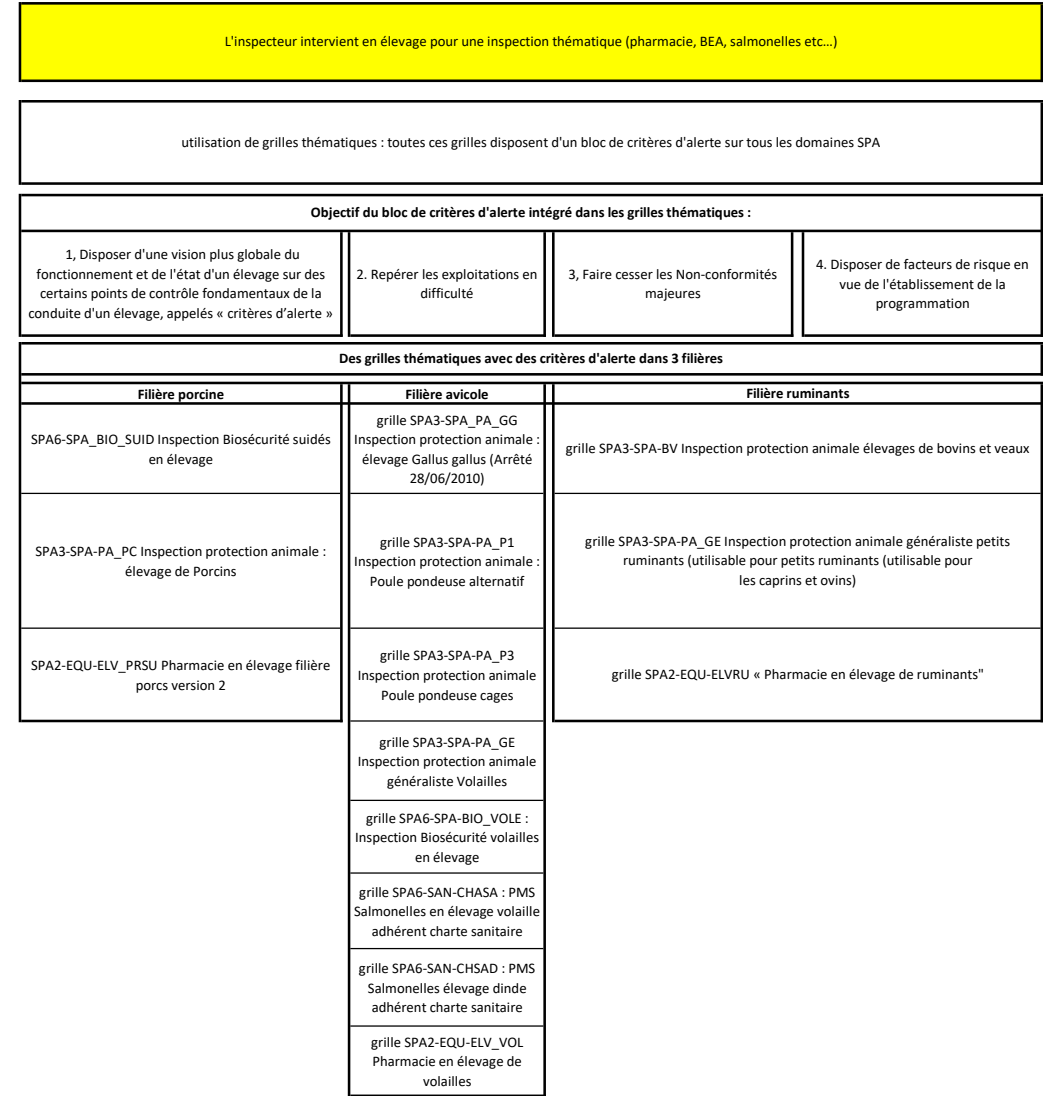 L'inspecteur intervient en élevage pour une inspection thématique (pharmacie, BEA, salmonelles etc…)
utilisation de grilles thématiques : toutes ces grilles disposent d'un bloc de critères d'alerte sur tous les domaines SPA
Objectif du bloc de critères d'alerte intégré dans les grilles thématiques :
1, Disposer d'une vision plus globale du
fonctionnement et de l'état d'un élevage sur des
certains points de contrôle fondamentaux de la
conduite d'un élevage, appelés « critères d’alerte »
2. Repérer les exploitations en
difficulté
3, Faire cesser les Non-conformités
majeures
4. Disposer de facteurs de risque en
vue de l'établissement de la
programmation
Des grilles thématiques avec des critères d'alerte dans 3 filières
Filière porcine
SPA6-SPA_BIO_SUID Inspection Biosécurité suidés
en élevage
SPA3-SPA-PA_PC Inspection protection animale :
élevage de Porcins
SPA2-EQU-ELV_PRSU Pharmacie en élevage filière
porcs version 2
Filière avicole
grille SPA3-SPA_PA_GG
Inspection protection animale :
élevage Gallus gallus (Arrêté
28/06/2010)
grille SPA3-SPA-PA_P1
Inspection protection animale :
Poule pondeuse alternatif
grille SPA3-SPA-PA_P3
Inspection protection animale
Poule pondeuse cages
grille SPA3-SPA-PA_GE
Inspection protection animale
généraliste Volailles
grille SPA6-SPA-BIO_VOLE :
Inspection Biosécurité volailles
en élevage
grille SPA6-SAN-CHASA : PMS
Salmonelles en élevage volaille
adhérent charte sanitaire
grille SPA6-SAN-CHSAD : PMS
Salmonelles élevage dinde
adhérent charte sanitaire
grille SPA2-EQU-ELV_VOL
Pharmacie en élevage de
volailles
Filière ruminants
grille SPA3-SPA-BV Inspection protection animale élevages de bovins et veaux
grille SPA3-SPA-PA_GE Inspection protection animale généraliste petits
ruminants (utilisable pour petits ruminants (utilisable pour
les caprins et ovins)
grille SPA2-EQU-ELVRU « Pharmacie en élevage de ruminants"